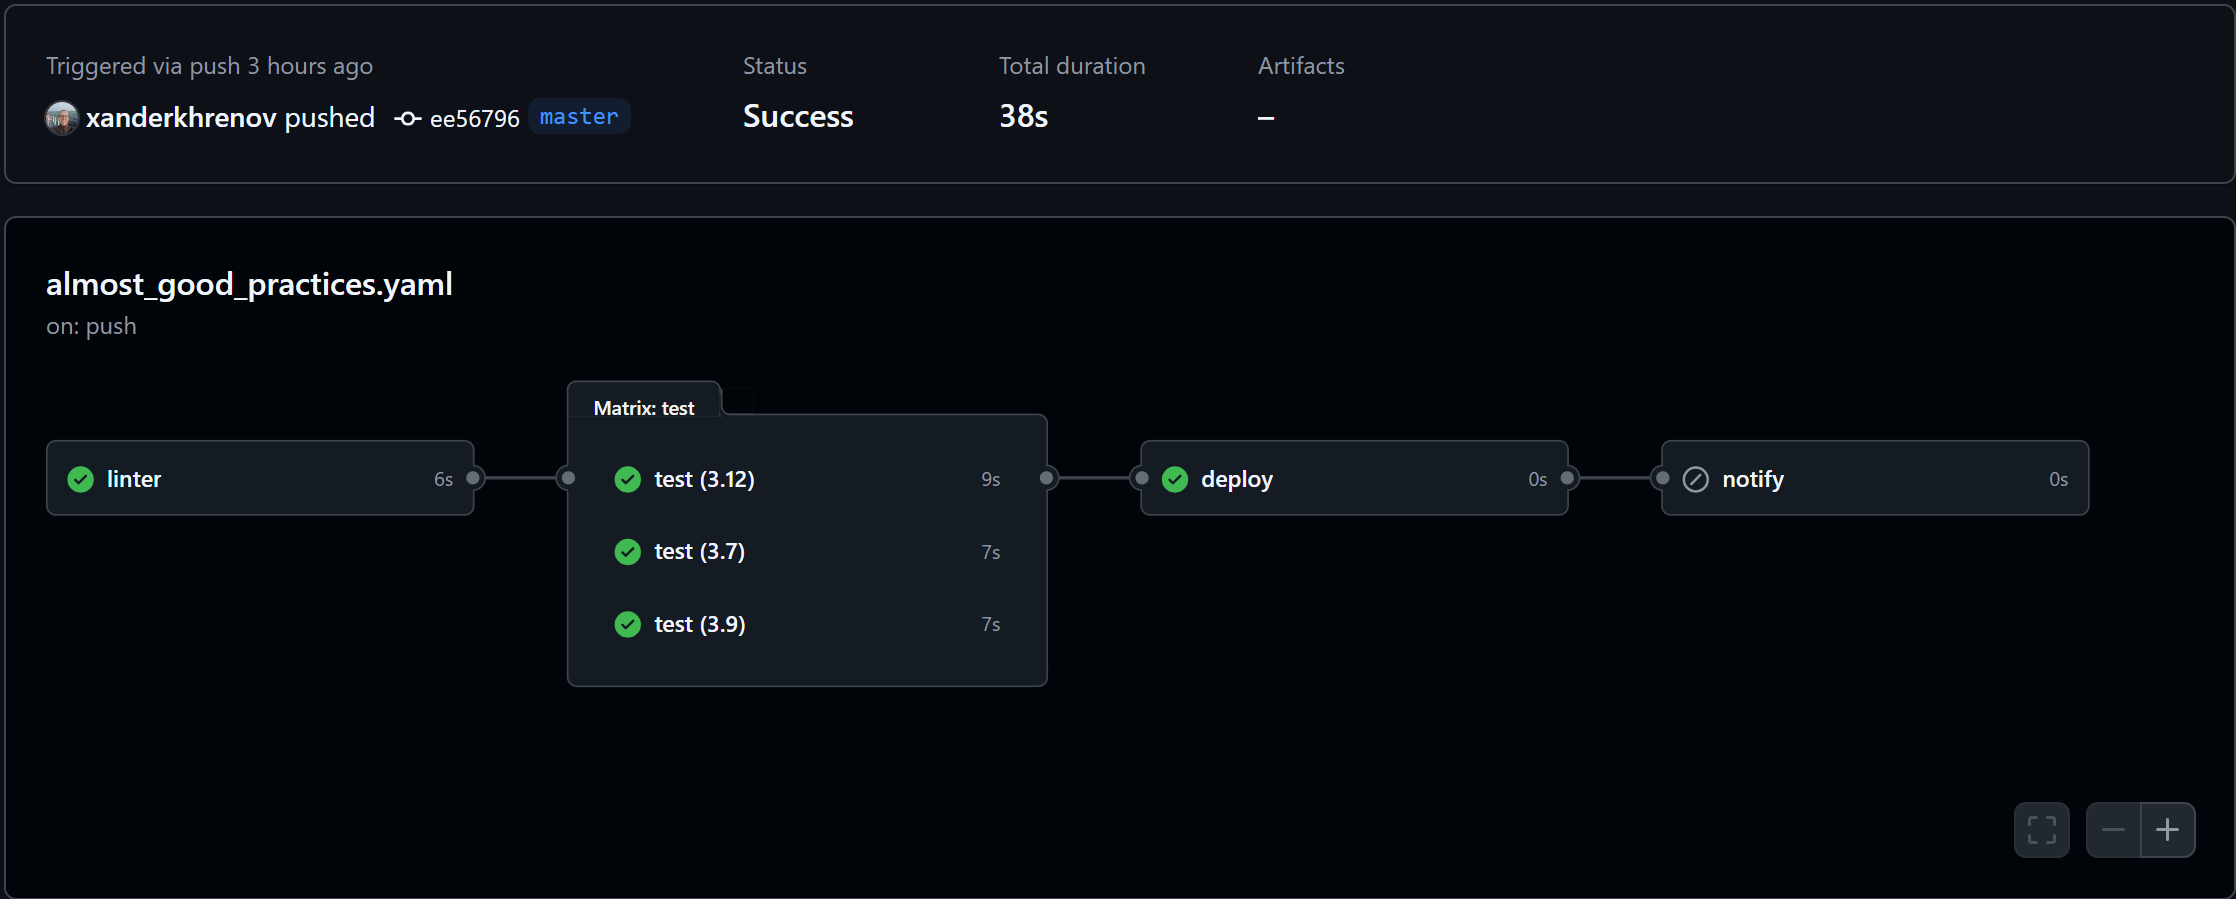 Triggered via push 3 hours ago
xanderkhrenov pushed ee56796 master
Status
Success
Total duration
38s
Artifacts
–
almost_good_practices.yaml
on: push
linter 6s
Matrix: test
test (3.12) 9s
test (3.7) 7s
test (3.9) 7s
deploy 0s
notify 0s